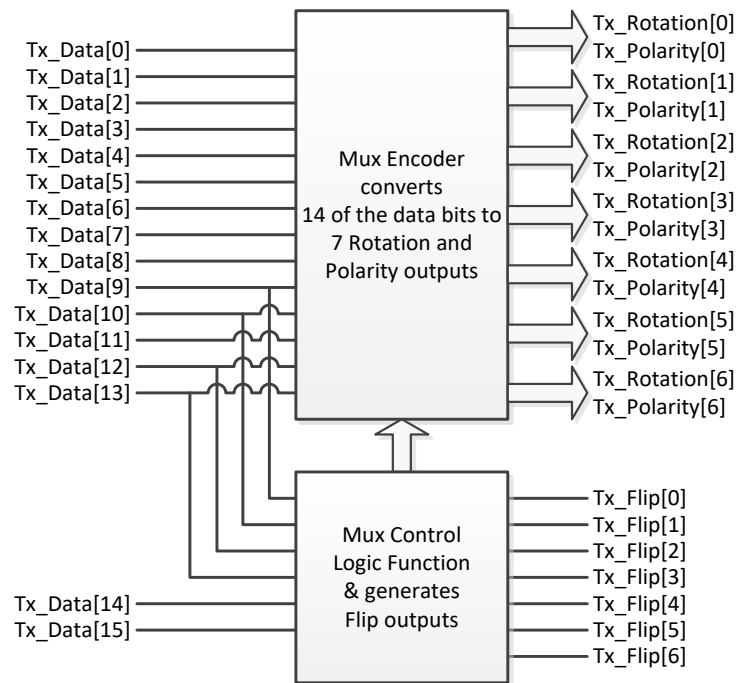 Tx_Data[0]
Tx_Data[1]
Tx_Data[2]
Tx_Data[3]
Tx_Data[4]
Tx_Data[5]
Tx_Data[6]
Tx_Data[7]
Tx_Data[8]
Tx_Data[9]
Tx_Data[10]
Tx_Data[11]
Tx_Data[12]
Tx_Data[13]
Mux Encoder
converts
14 of the data bits to
7 Rotation and
Polarity outputs
Tx_Rotation[0]
Tx_Polarity[0]
Tx_Rotation[1]
Tx_Polarity[1]
Tx_Rotation[2]
Tx_Polarity[2]
Tx_Rotation[3]
Tx_Polarity[3]
Tx_Rotation[4]
Tx_Polarity[4]
Tx_Rotation[5]
Tx_Polarity[5]
Tx_Rotation[6]
Tx_Polarity[6]
Tx_Data[14]
Tx_Data[15]
Mux Control
Logic Function
& generates
Flip outputs
Tx_Flip[0]
Tx_Flip[1]
Tx_Flip[2]
Tx_Flip[3]
Tx_Flip[4]
Tx_Flip[5]
Tx_Flip[6]